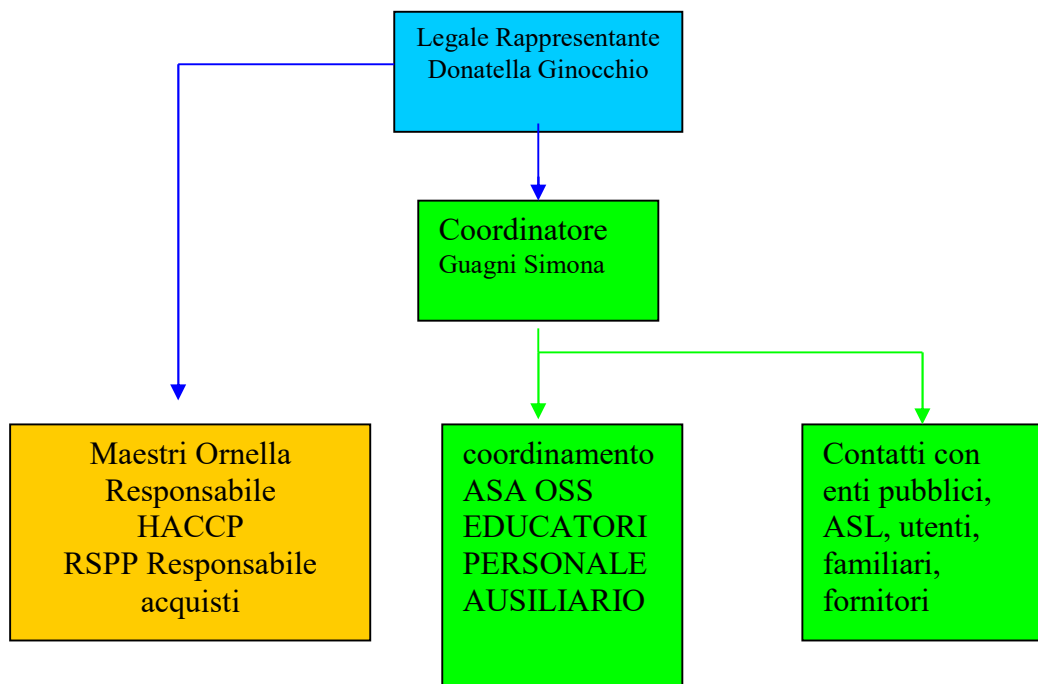 Legale Rappresentante
Donatella Ginocchio
Coordinatore
Guagni Simona
Maestri Ornella
Responsabile
HACCP
RSPP Responsabile
acquisti
coordinamento
ASA OSS
EDUCATORI
PERSONALE
AUSILIARIO
Contatti con
enti pubblici,
ASL, utenti,
familiari,
fornitori